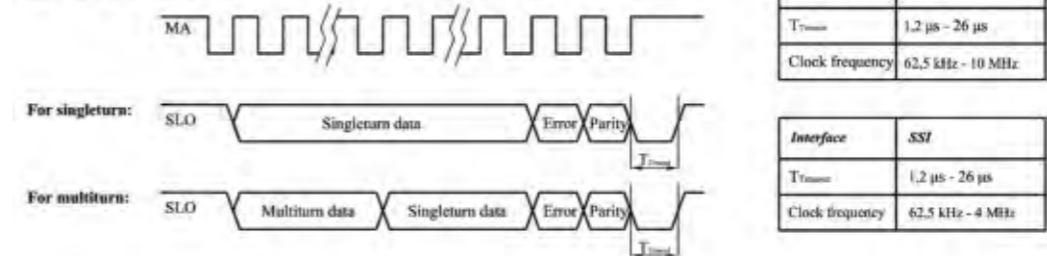 MA
For singleturn:
SLO
Singleturn data
Error
Parity
T
For multiturn:
SLO
Multiturn data
Singleturn data
Error
Parity
T
T 1,2 µs - 26 µs
Clock frequency 62,5 kHz - 10 MHz
Interface SSI
T 1,2 µs - 26 µs
Clock frequency 62,5 kHz - 4 MHz